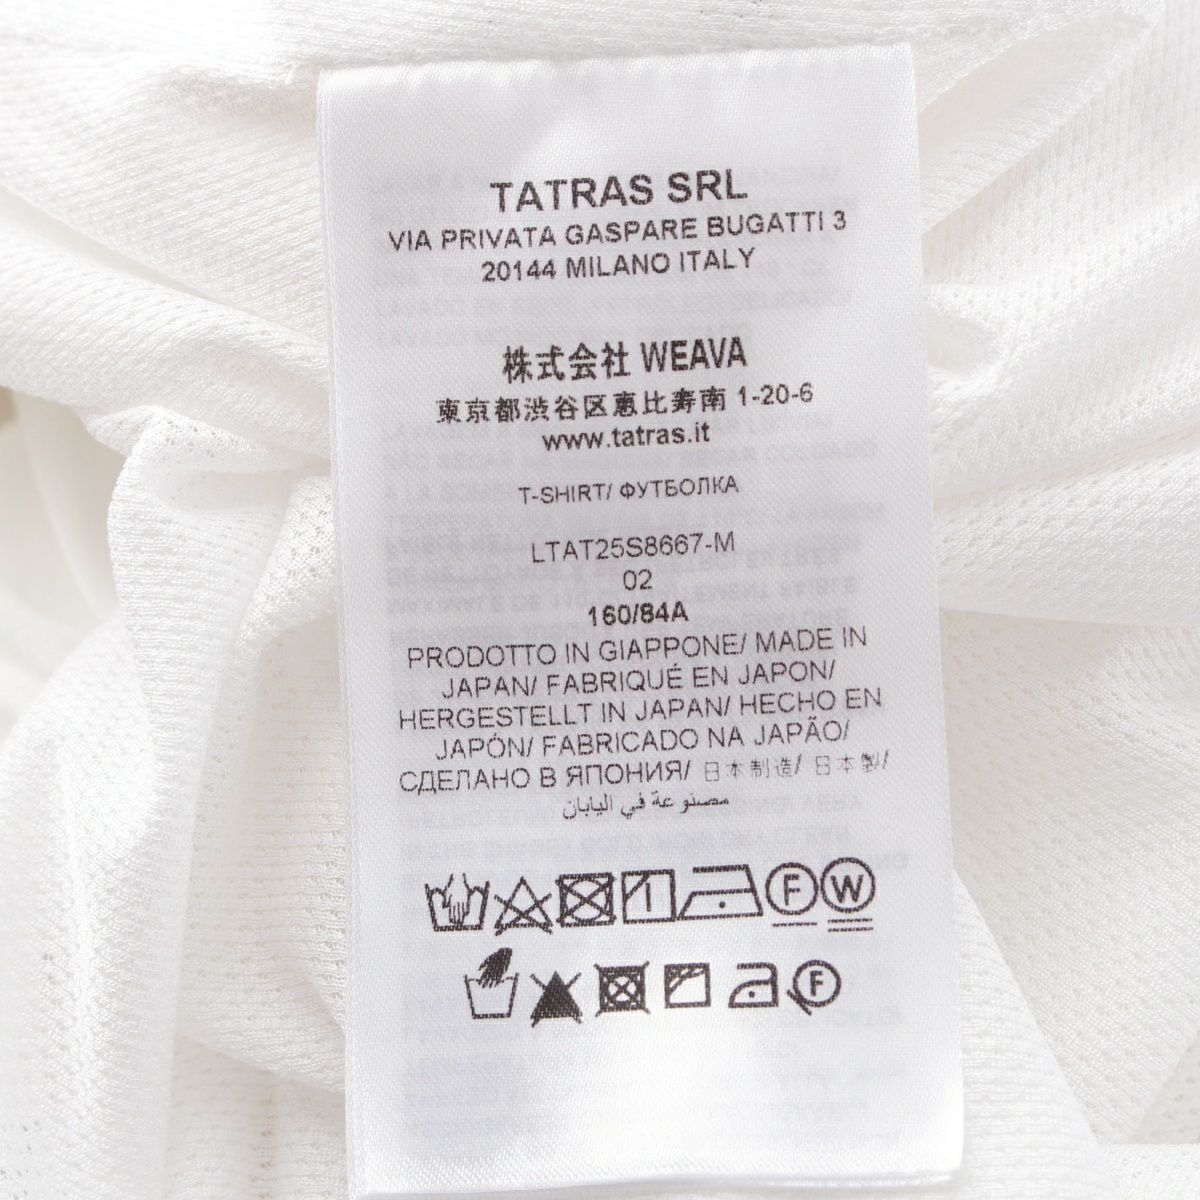 TATRAS SRL
VIA PRIVATA GASPARE BUGATTI 3
20144 MILANO ITALY
株式会社 WEAVA
東京都渋谷区恵比寿南 1-20-6
www.tatras.it
T-SHIRT/ ФУТБОЛКА
LTAT25S8667-M
02
160/84A
PRODOTTO IN GIAPPONE/ MADE IN
JAPAN/ FABRIQUÉ EN JAPON/
HERGESTELLT IN JAPAN/ HECHO EN
JAPÓN/ FABRICADO NA JAPÃO/
СДЕЛАНО В ЯПОНИЯ/ 日本制造/ 日本製/
مصنوعة في اليابان
F W
F